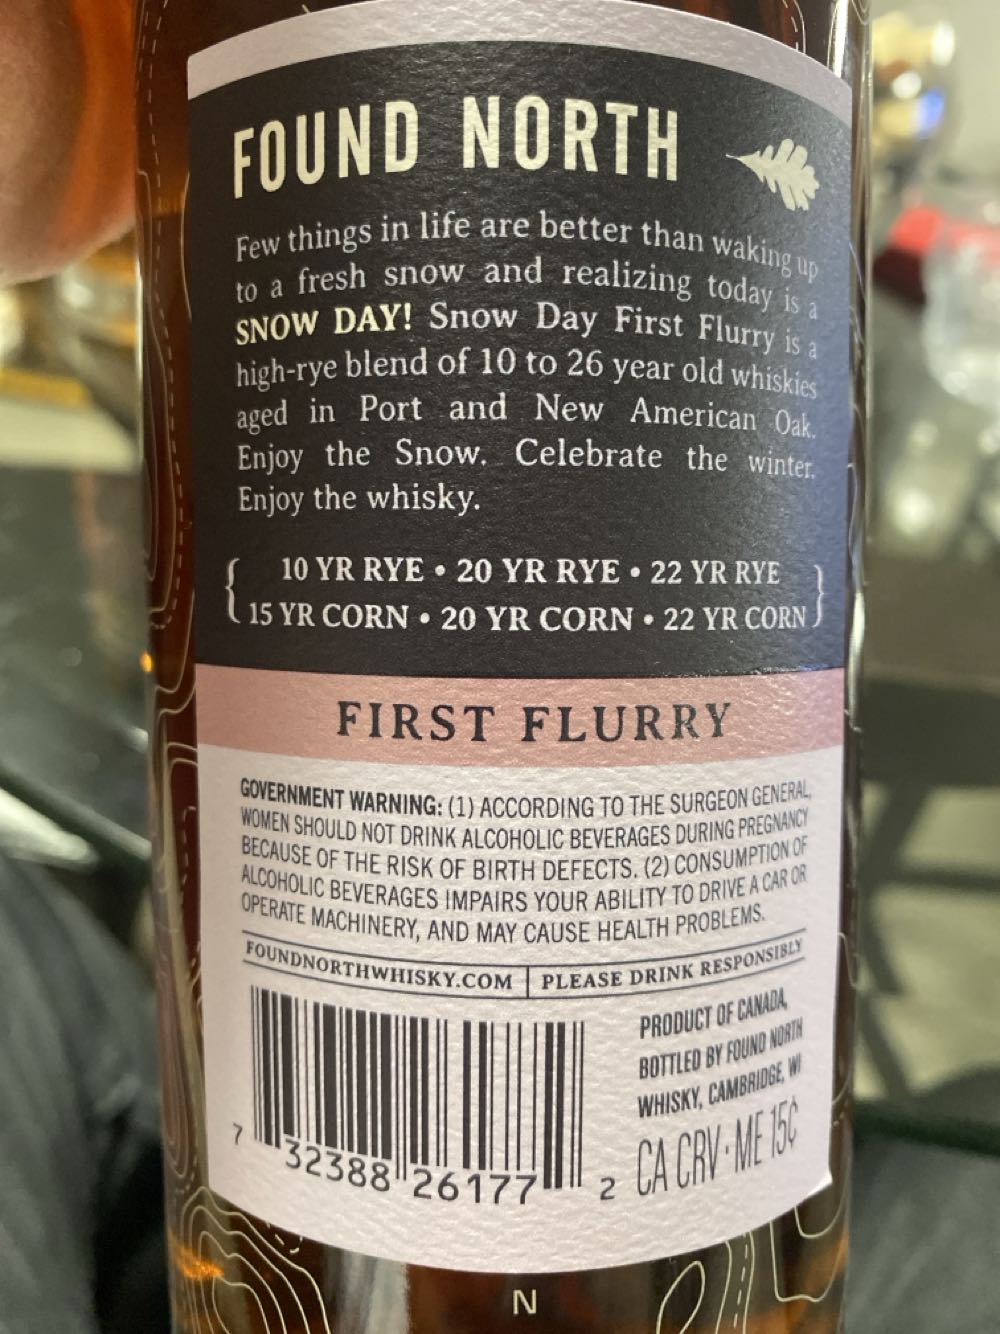 FOUND NORTH
Few things in life are better than waking up
to a fresh snow and realizing today is a
SNOW DAY! Snow Day First Flurry is a
high-rye blend of 10 to 26 year old whiskies
aged in Port and New American Oak.
Enjoy the Snow. Celebrate the winter.
Enjoy the whisky.
{ 10 YR RYE • 20 YR RYE • 22 YR RYE
15 YR CORN • 20 YR CORN • 22 YR CORN }
FIRST FLURRY
GOVERNMENT WARNING: (1) ACCORDING TO THE SURGEON GENERAL,
WOMEN SHOULD NOT DRINK ALCOHOLIC BEVERAGES DURING PREGNANCY
BECAUSE OF THE RISK OF BIRTH DEFECTS. (2) CONSUMPTION OF
ALCOHOLIC BEVERAGES IMPAIRS YOUR ABILITY TO DRIVE A CAR OR
OPERATE MACHINERY, AND MAY CAUSE HEALTH PROBLEMS.
FOUNDNORTHWHISKY.COM | PLEASE DRINK RESPONSIBLY
PRODUCT OF CANADA,
BOTTLED BY FOUND NORTH
WHISKY, CAMBRIDGE, WI
CA CRV • ME 15¢
7 32388 26177 2
N